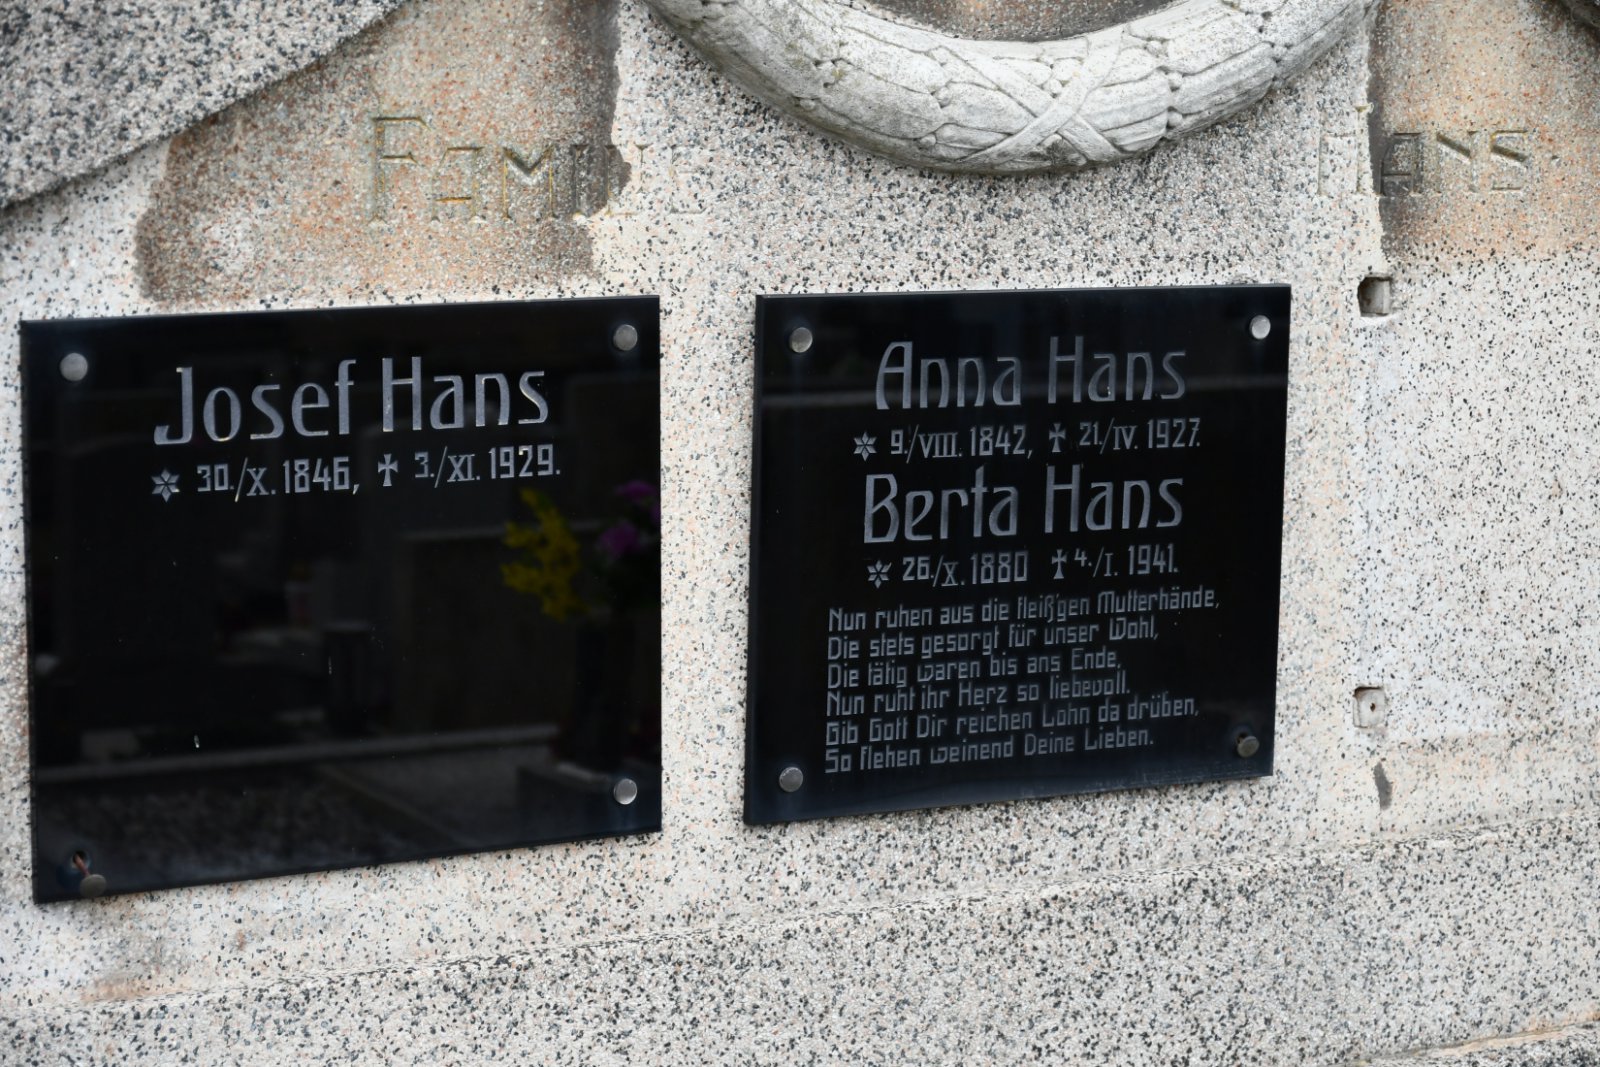 FAMILIE HANS
Josef Hans
* 30./X. 1846, ✝ 3./XI. 1929.
Anna Hans
* 9./VIII. 1842, ✝ 21./IV. 1927.
Berta Hans
* 26./X. 1880 ✝ 4./I. 1941.
Nun ruhen aus die fleiß'gen Mutterhände,
Die stets gesorgt für unser Wohl,
Die tätig waren bis ans Ende,
Nun ruht ihr Herz so liebevoll.
Gib Gott Dir reichen Lohn da drüben,
So flehen weinend Deine Lieben.